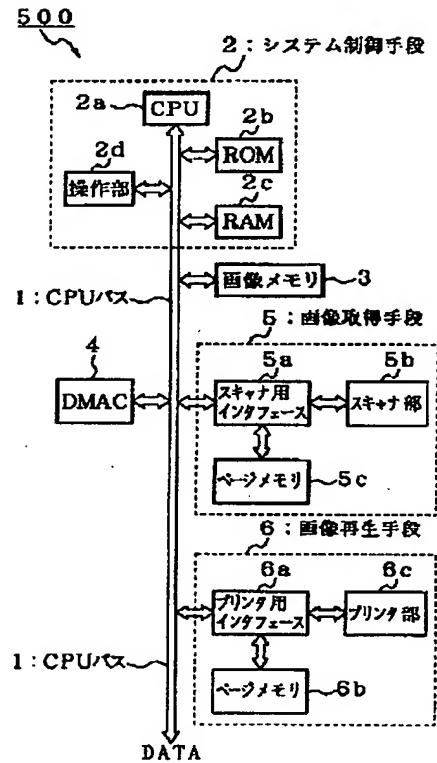 500
2：システム制御手段
2a
CPU
2b
ROM
2d
操作部
2c
RAM
画像メモリ
3
1：CPUバス
5：画像取得手段
4
DMAC
5a
スキャナ用
インタフェース
5b
スキャナ部
ページメモリ
5c
6：画像再生手段
6a
プリンタ用
インタフェース
6c
プリンタ部
1：CPUバス
ページメモリ
6b
DATA